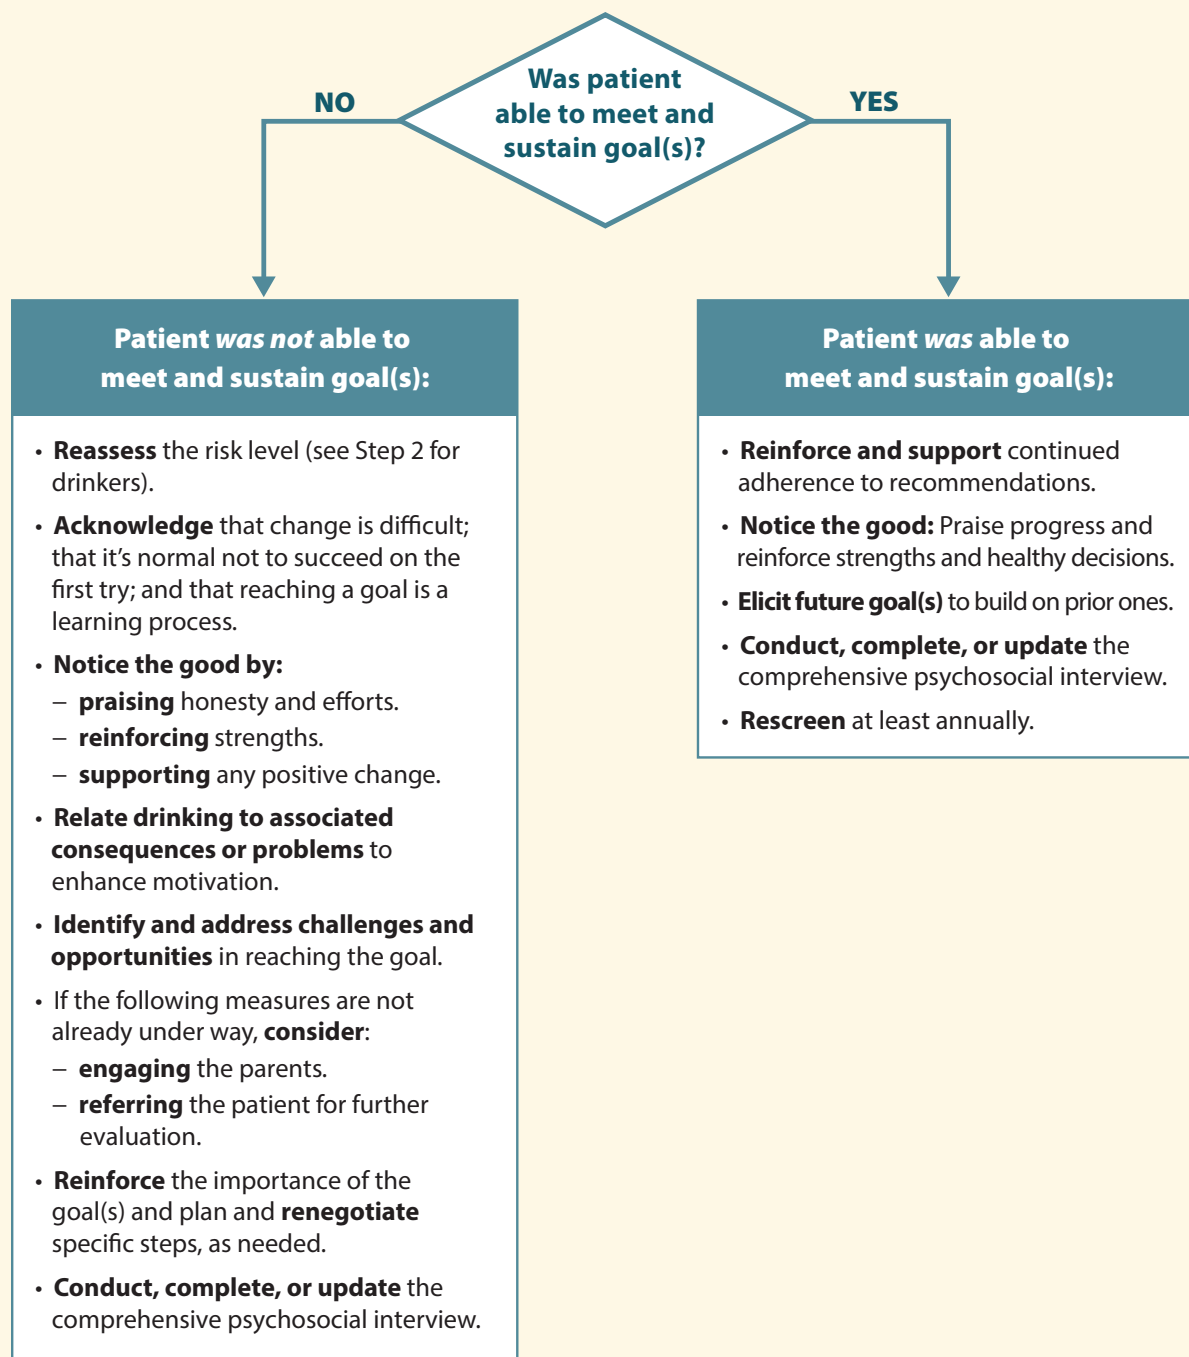 Was patient
able to meet and
sustain goal(s)?
NO
YES
Patient was not able to
meet and sustain goal(s):
• Reassess the risk level (see Step 2 for
drinkers).
• Acknowledge that change is difficult;
that it's normal not to succeed on the
first try; and that reaching a goal is a
learning process.
• Notice the good by:
– praising honesty and efforts.
– reinforcing strengths.
– supporting any positive change.
• Relate drinking to associated
consequences or problems to
enhance motivation.
• Identify and address challenges and
opportunities in reaching the goal.
• If the following measures are not
already under way, consider:
– engaging the parents.
– referring the patient for further
evaluation.
• Reinforce the importance of the
goal(s) and plan and renegotiate
specific steps, as needed.
• Conduct, complete, or update the
comprehensive psychosocial interview.
Patient was able to
meet and sustain goal(s):
• Reinforce and support continued
adherence to recommendations.
• Notice the good: Praise progress and
reinforce strengths and healthy decisions.
• Elicit future goal(s) to build on prior ones.
• Conduct, complete, or update the
comprehensive psychosocial interview.
• Rescreen at least annually.